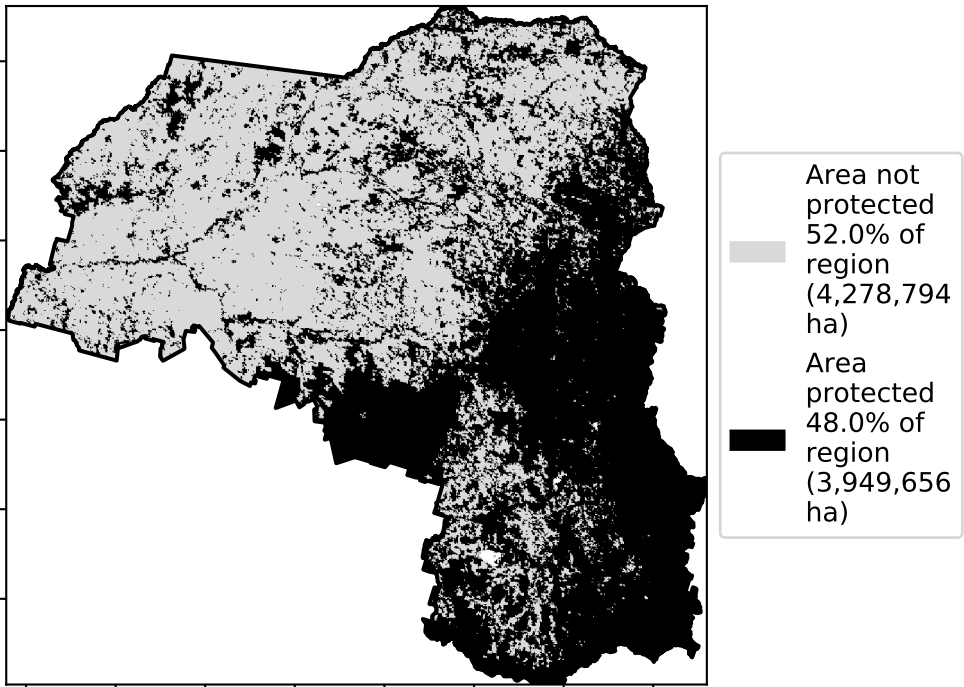 Area not
protected
52.0% of
region
(4,278,794
ha)
Area
protected
48.0% of
region
(3,949,656
ha)